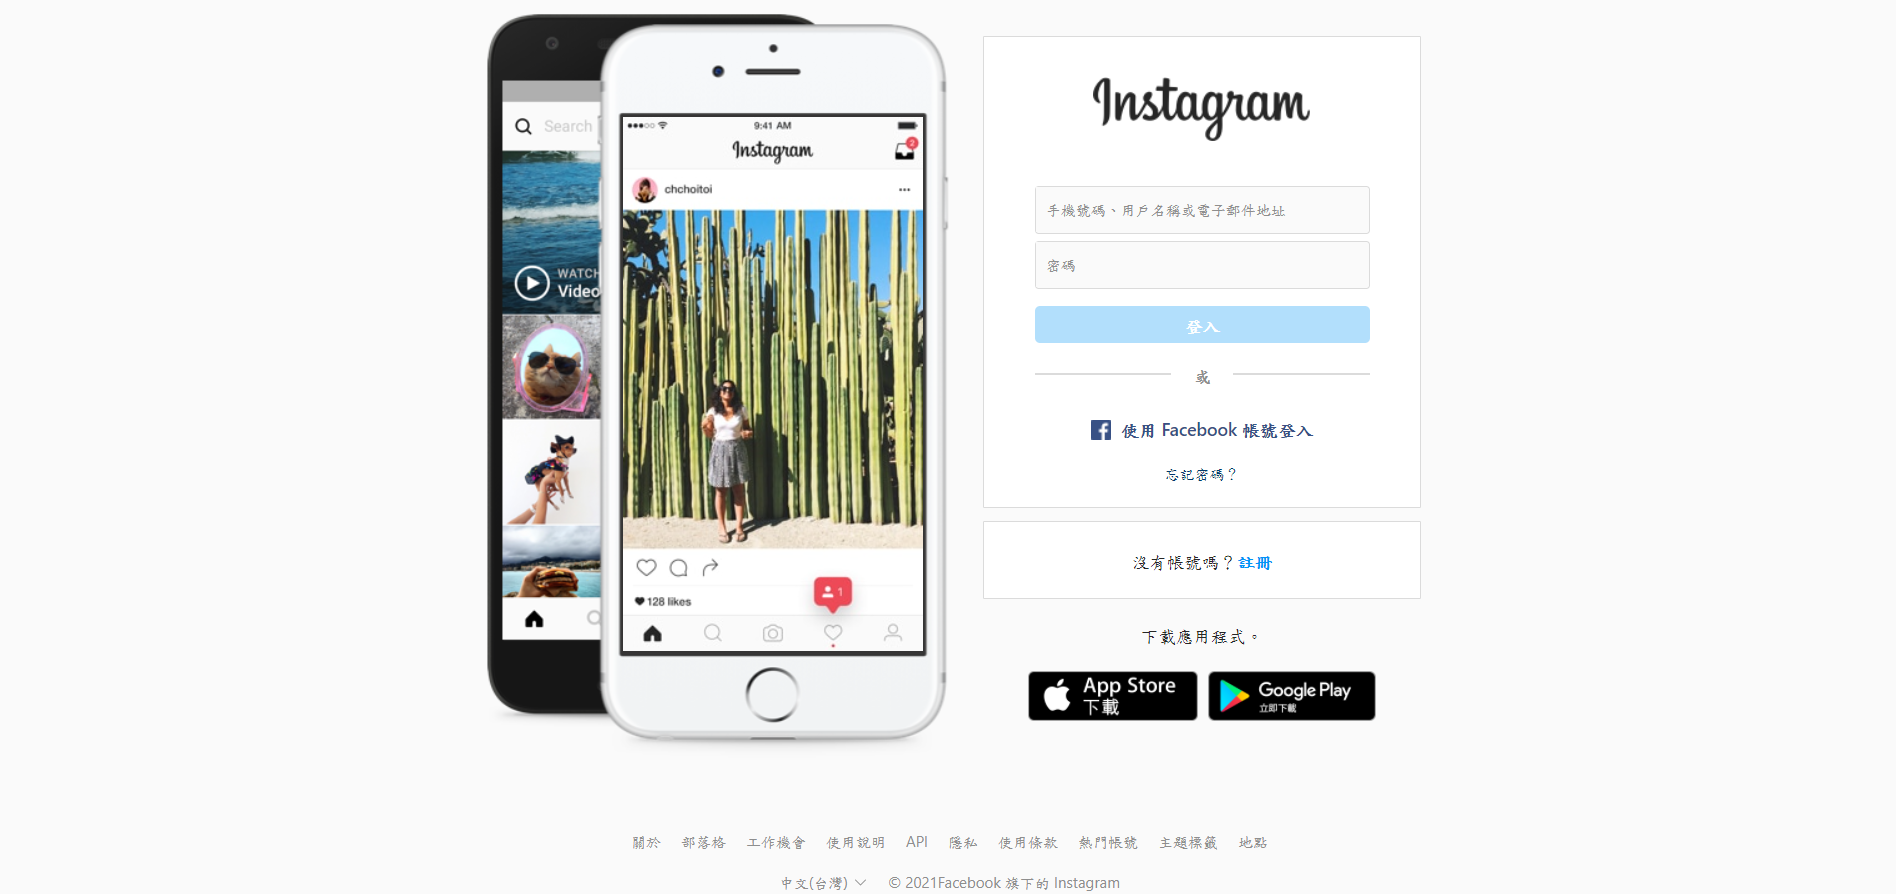 Search
WATCH
Video
9:41 AM
Instagram
2
chchoitoi
128 likes
1
Instagram
手機號碼、用戶名稱或電子郵件地址
密碼
登入
或
使用 Facebook 帳號登入
忘記密碼？
沒有帳號嗎？註冊
下載應用程式。
App Store
下載
Google Play
立即下載
關於 部落格 工作機會 使用說明 API 隱私 使用條款 熱門帳號 主題標籤 地點
中文(台灣) © 2021Facebook 旗下的 Instagram